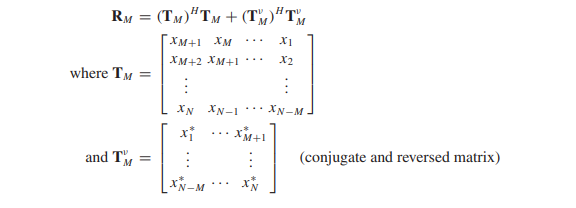 R_M = (T_M)^H T_M + (T_M^υ)^H T_M^υ
where T_M = [ x_{M+1} x_M ⋯ x_1
x_{M+2} x_{M+1} ⋯ x_2
⋮ ⋮
x_N x_{N−1} ⋯ x_{N−M} ]
and T_M^υ = [ x_1^* ⋯ x_{M+1}^*
⋮ ⋮ (conjugate and reversed matrix)
x_{N−M}^* ⋯ x_N^* ]